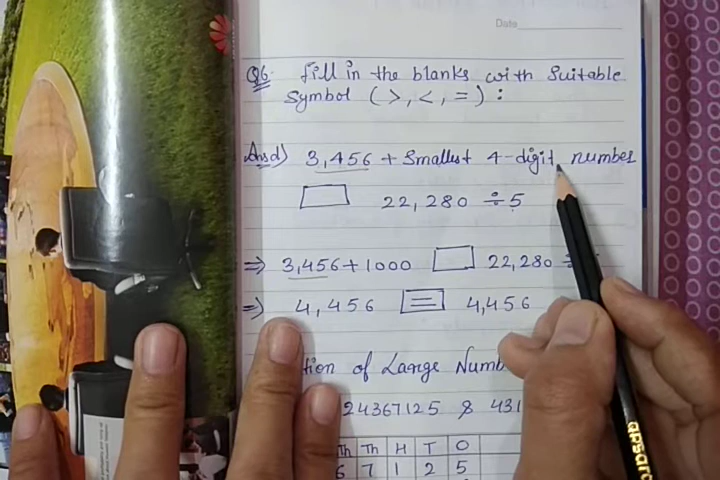 Date
Q6. fill in the blanks with Suitable
Symbol ( >, <, = ) :
Ansd) 3,456 + Smallest 4-digit number
22,280 ÷ 5
⇒ 3,456 + 1000 22,280 ÷
⇒ 4,456 = 4,456
tion of Large Numb
24367125 & 431
Th Th H T O
6 7 1 2 5
apsara